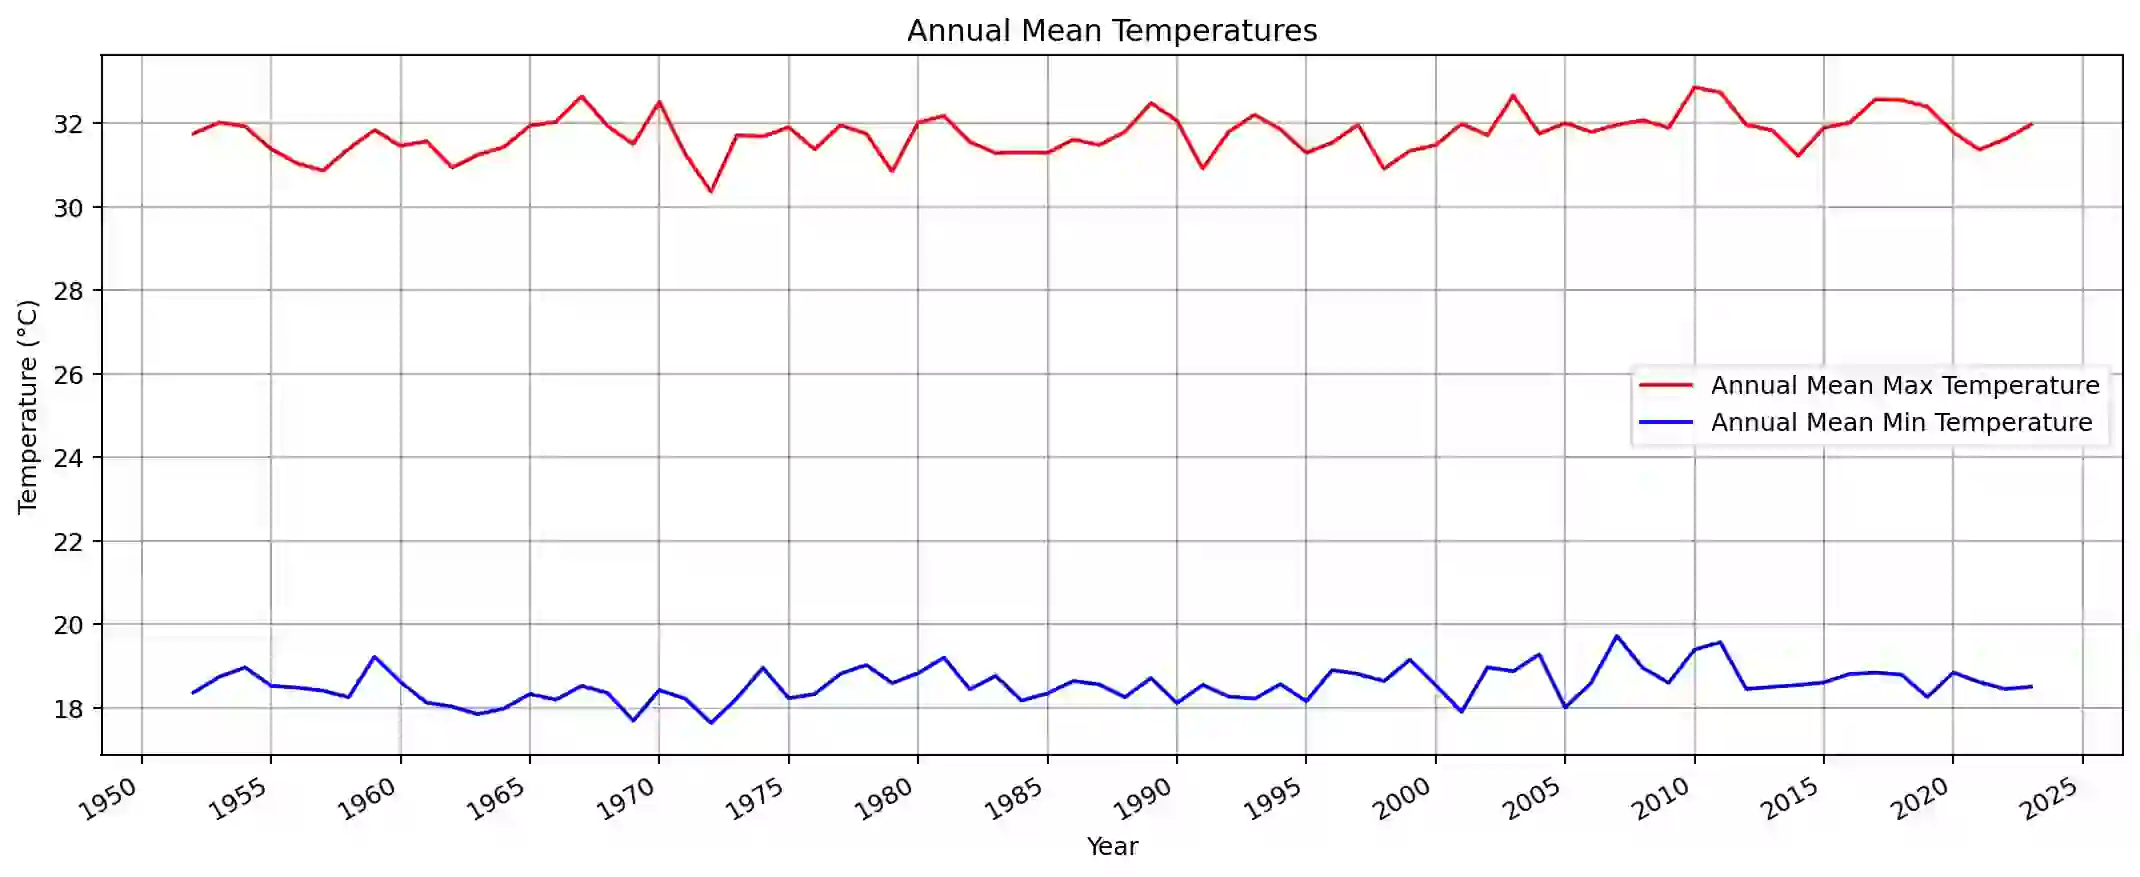 Annual Mean Temperatures
Temperature (°C)
32
30
28
26
24
22
20
18
Annual Mean Max Temperature
Annual Mean Min Temperature
1950 1955 1960 1965 1970 1975 1980 1985 1990 1995 2000 2005 2010 2015 2020 2025
Year